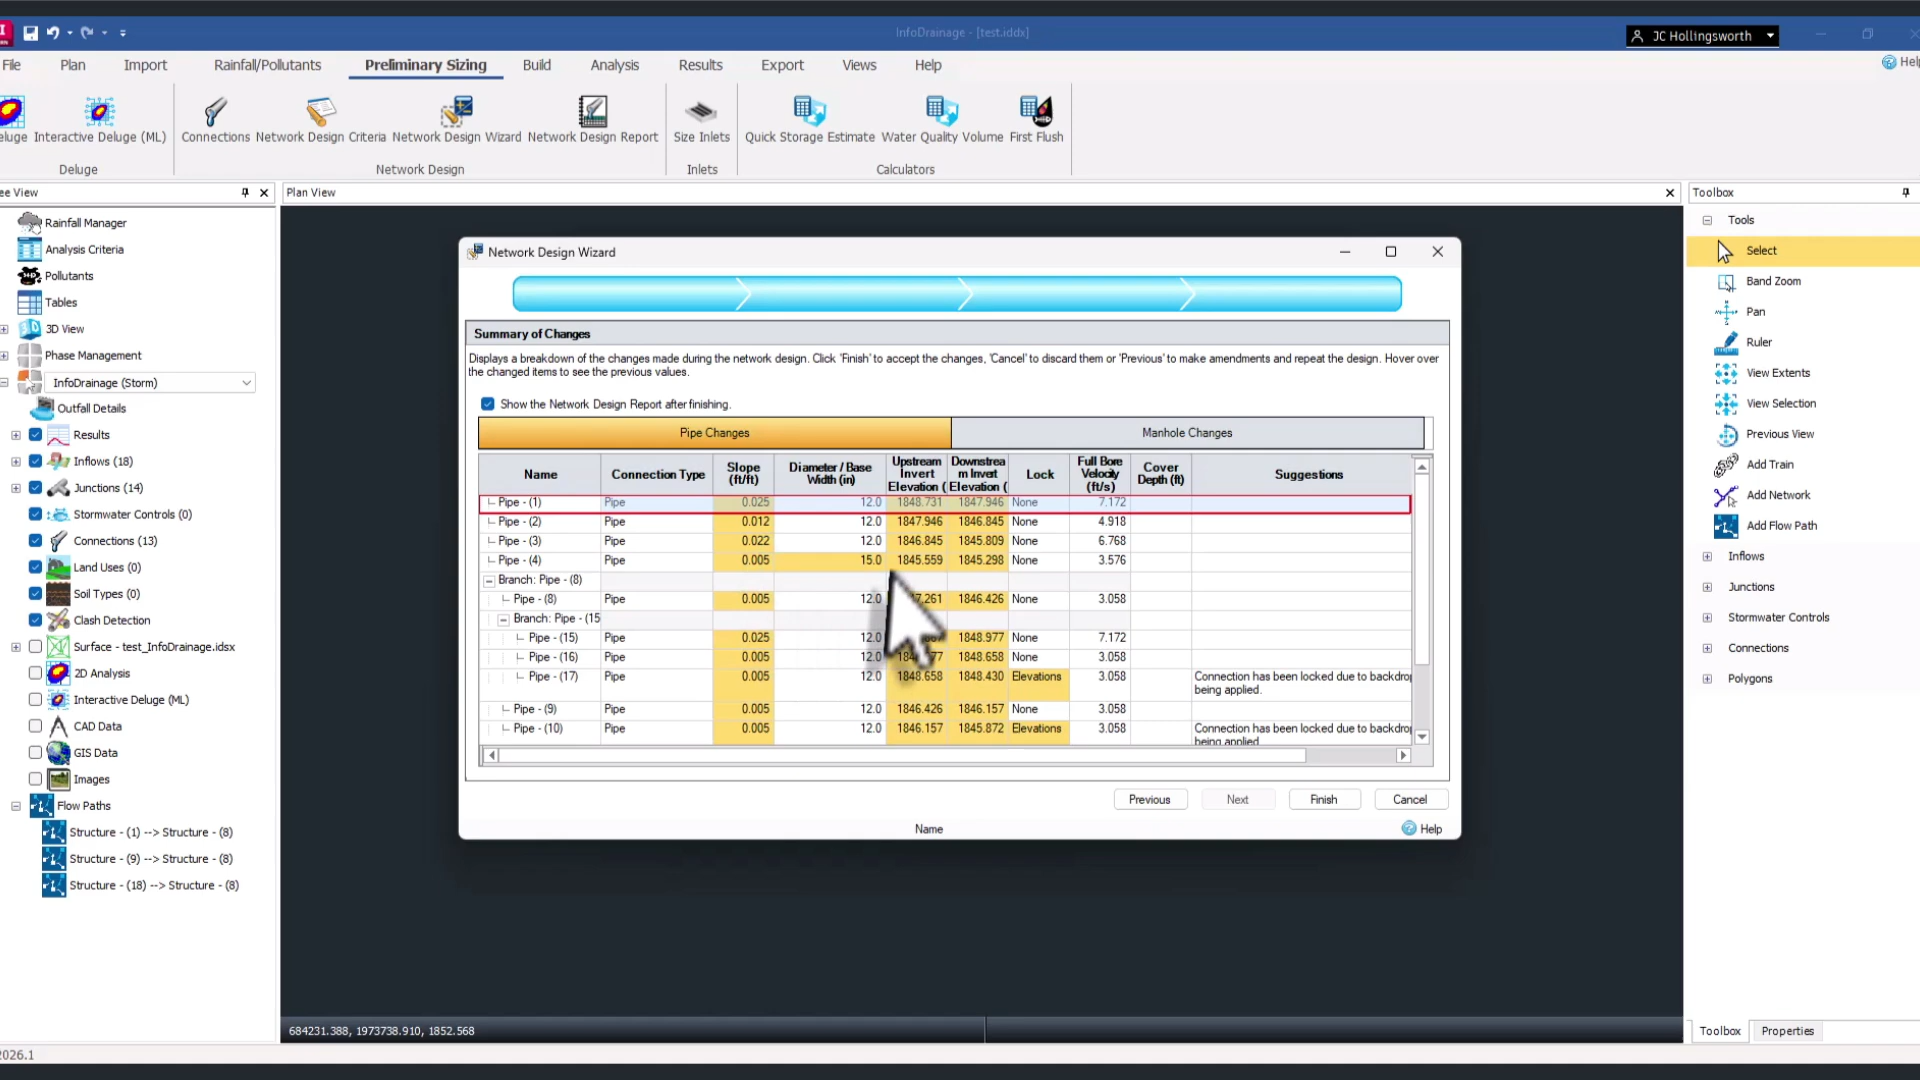 InfoDrainage - [test.iddx]
JC Hollingsworth
File Plan Import Rainfall/Pollutants Preliminary Sizing Build Analysis Results Export Views Help
Interactive Deluge (ML) Connections Network Design Criteria Network Design Wizard Network Design Report Size Inlets Quick Storage Estimate Water Quality Volume First Flush
Deluge Network Design Inlets Calculators
Plan View
Toolbox
Rainfall Manager
Analysis Criteria
Pollutants
Tables
3D View
Phase Management
InfoDrainage (Storm)
Outfall Details
Results
Inflows (18)
Junctions (14)
Stormwater Controls (0)
Connections (13)
Land Uses (0)
Soil Types (0)
Clash Detection
Surface - test_InfoDrainage.idsx
2D Analysis
Interactive Deluge (ML)
CAD Data
GIS Data
Images
Flow Paths
Structure - (1) --> Structure - (8)
Structure - (9) --> Structure - (8)
Structure - (18) --> Structure - (8)
Network Design Wizard
Summary of Changes
Displays a breakdown of the changes made during the network design. Click 'Finish' to accept the changes, 'Cancel' to discard them or 'Previous' to make amendments and repeat the design. Hover over
the changed items to see the previous values.
Show the Network Design Report after finishing.
Pipe Changes Manhole Changes
Name Connection Type Slope (ft/ft) Diameter / Base Width (in) Upstream Invert Elevation ( Downstrea m Invert Elevation ( Lock Full Bore Velocity (ft/s) Cover Depth (ft) Suggestions
Pipe - (1) Pipe 0.025 12.0 1848.731 1847.946 None 7.172
Pipe - (2) Pipe 0.012 12.0 1847.946 1846.845 None 4.918
Pipe - (3) Pipe 0.022 12.0 1846.845 1845.809 None 6.768
Pipe - (4) Pipe 0.005 15.0 1845.559 1845.298 None 3.576
Branch: Pipe - (8)
Pipe - (8) Pipe 0.005 12.0 1846.426 None 3.058
Branch: Pipe - (15
Pipe - (15) Pipe 0.025 12.0 1848.977 None 7.172
Pipe - (16) Pipe 0.005 12.0 1848.658 None 3.058
Pipe - (17) Pipe 0.005 12.0 1848.658 1848.430 Elevations 3.058 Connection has been locked due to backdrop
being applied.
Pipe - (9) Pipe 0.005 12.0 1846.426 1846.157 None 3.058
Pipe - (10) Pipe 0.005 12.0 1846.157 1845.872 Elevations 3.058 Connection has been locked due to backdrop
being applied
Previous Next Finish Cancel
Name
Help
Tools
Select
Band Zoom
Pan
Ruler
View Extents
View Selection
Previous View
Add Train
Add Network
Add Flow Path
Inflows
Junctions
Stormwater Controls
Connections
Polygons
684231.388, 1973738.910, 1852.568
Toolbox Properties
2026.1